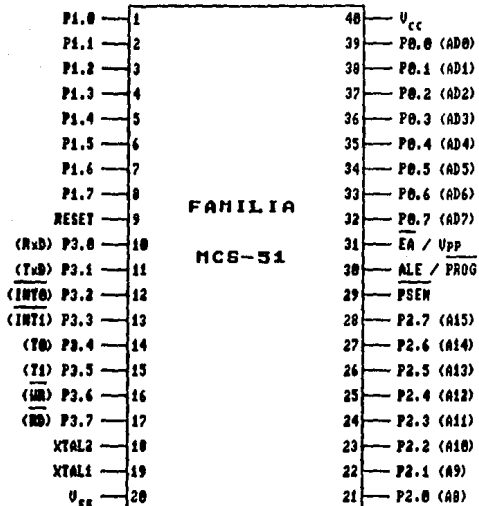 P1.0 1 40 Vcc
P1.1 2 39 P0.0 (AD0)
P1.2 3 38 P0.1 (AD1)
P1.3 4 37 P0.2 (AD2)
P1.4 5 36 P0.3 (AD3)
P1.5 6 35 P0.4 (AD4)
P1.6 7 34 P0.5 (AD5)
P1.7 8 33 P0.6 (AD6)
RESET 9 32 P0.7 (AD7)
(RxD) P3.0 10 31 EA / Vpp
(TxD) P3.1 11 30 ALE / PROG
(INT0) P3.2 12 29 PSEN
(INT1) P3.3 13 28 P2.7 (A15)
(T0) P3.4 14 27 P2.6 (A14)
(T1) P3.5 15 26 P2.5 (A13)
(WR) P3.6 16 25 P2.4 (A12)
(RD) P3.7 17 24 P2.3 (A11)
XTAL2 18 23 P2.2 (A10)
XTAL1 19 22 P2.1 (A9)
Vss 20 21 P2.0 (A8)
FAMILIA
MCS-51